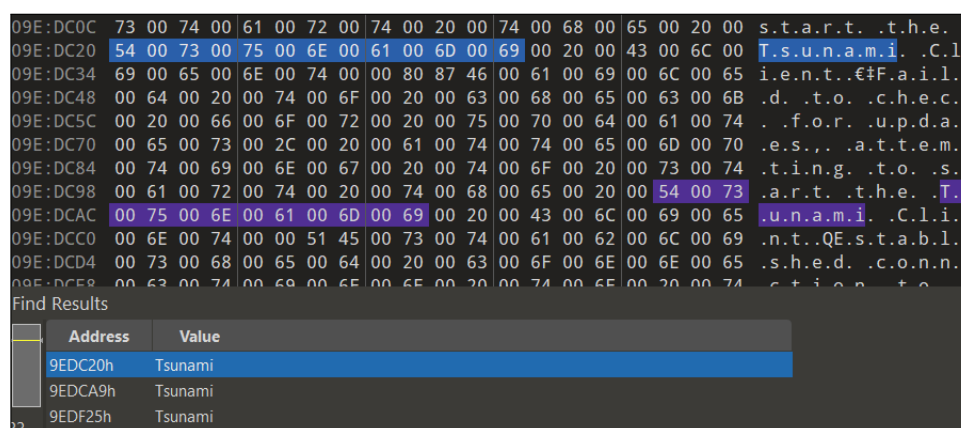 09E:DC0C 73 00 74 00 61 00 72 00 74 00 20 00 74 00 68 00 65 00 20 00 s.t.a.r.t. .t.h.e.
09E:DC20 54 00 73 00 75 00 6E 00 61 00 6D 00 69 00 20 00 43 00 6C 00 T.s.u.n.a.m.i. .C.l
09E:DC34 69 00 65 00 6E 00 74 00 00 80 87 46 00 61 00 69 00 6C 00 65 i.e.n.t..€‡F.a.i.l.
09E:DC48 00 64 00 20 00 74 00 6F 00 20 00 63 00 68 00 65 00 63 00 6B .d. .t.o. .c.h.e.c.
09E:DC5C 00 20 00 66 00 6F 00 72 00 20 00 75 00 70 00 64 00 61 00 74 . .f.o.r. .u.p.d.a.
09E:DC70 00 65 00 73 00 2C 00 20 00 61 00 74 00 74 00 65 00 6D 00 70 .e.s.,. .a.t.t.e.m.
09E:DC84 00 74 00 69 00 6E 00 67 00 20 00 74 00 6F 00 20 00 73 00 74 .t.i.n.g. .t.o. .s.
09E:DC98 00 61 00 72 00 74 00 20 00 74 00 68 00 65 00 20 00 54 00 73 .a.r.t. .t.h.e. .T.
09E:DCAC 00 75 00 6E 00 61 00 6D 00 69 00 20 00 43 00 6C 00 69 00 65 .u.n.a.m.i. .C.l.i.
09E:DCC0 00 6E 00 74 00 00 51 45 00 73 00 74 00 61 00 62 00 6C 00 69 .n.t..QE.s.t.a.b.l.
09E:DCD4 00 73 00 68 00 65 00 64 00 20 00 63 00 6F 00 6E 00 6E 00 65 .s.h.e.d. .c.o.n.n.
Find Results
Address Value
9EDC20h Tsunami
9EDCA9h Tsunami
9EDF25h Tsunami